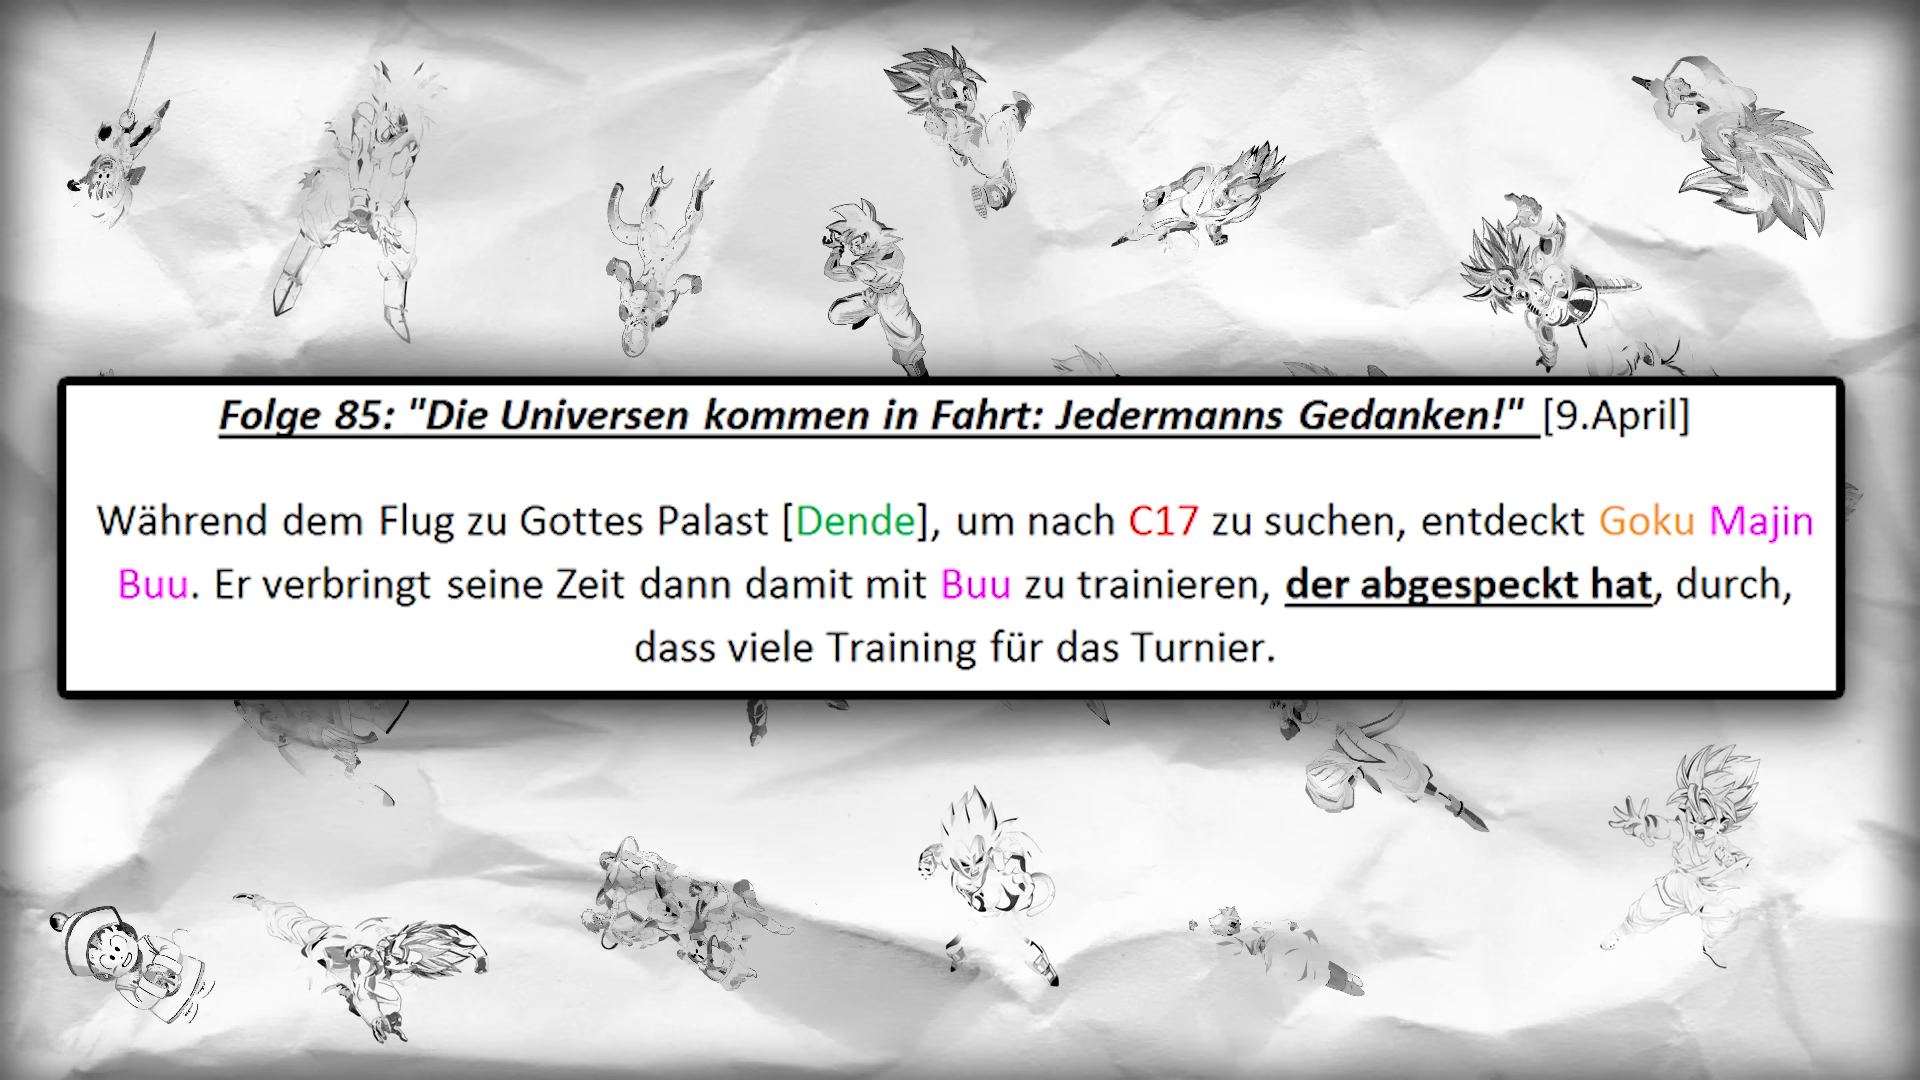 Folge 85: "Die Universen kommen in Fahrt: Jedermanns Gedanken!" [9.April]
Während dem Flug zu Gottes Palast [Dende], um nach C17 zu suchen, entdeckt Goku Majin
Buu. Er verbringt seine Zeit dann damit mit Buu zu trainieren, der abgespeckt hat, durch,
dass viele Training für das Turnier.